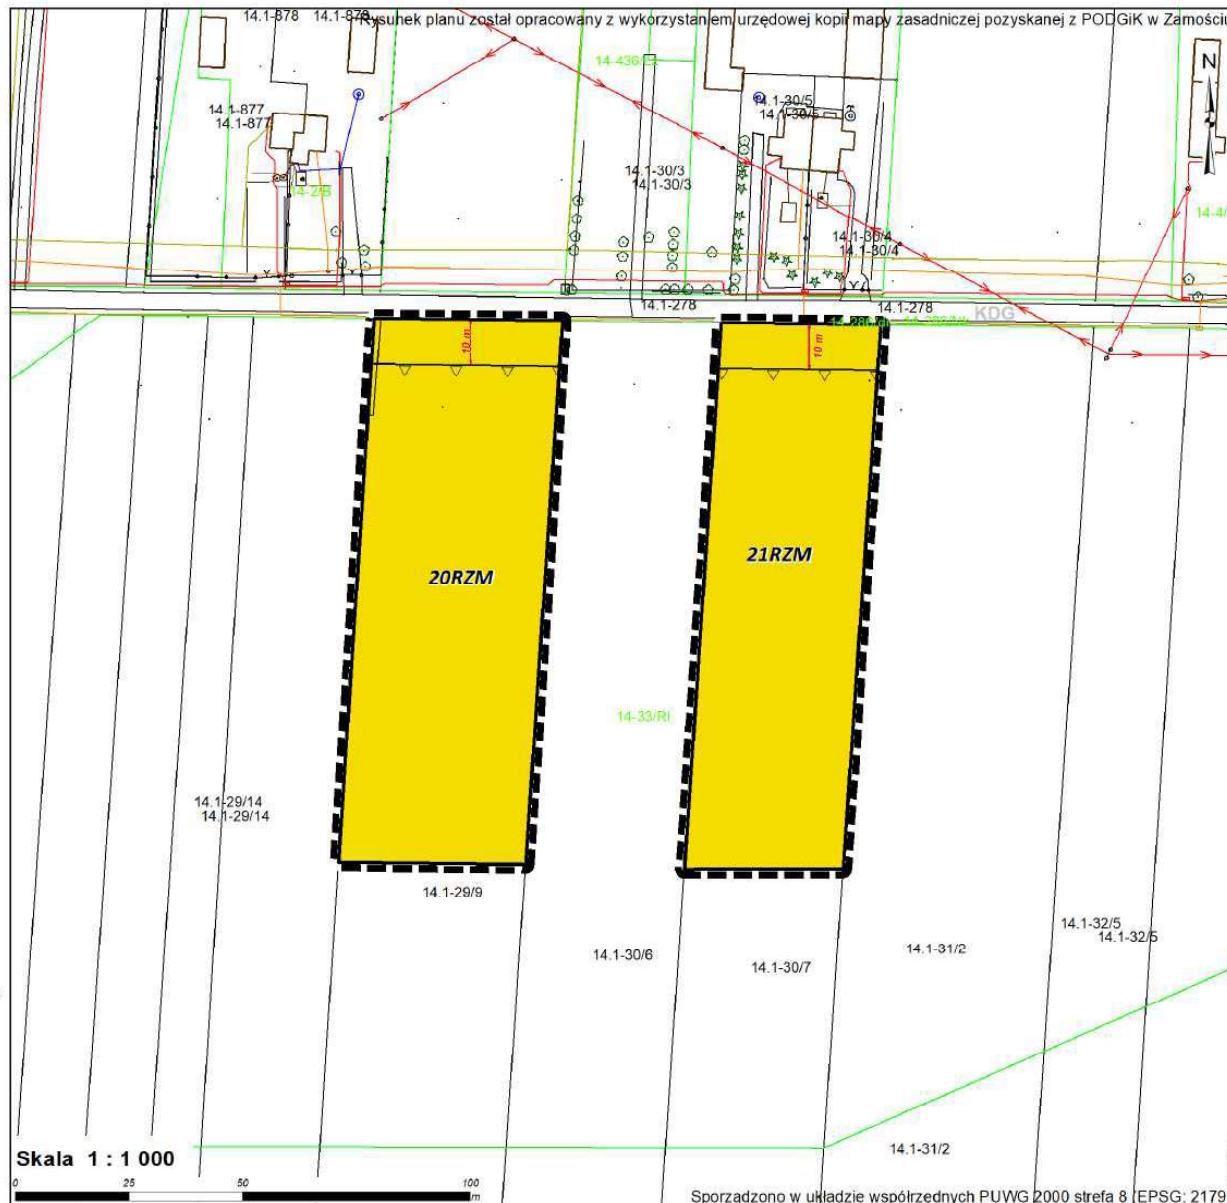 14.1-878 14.1-878
Rysunek planu został opracowany z wykorzystaniem urzędowej kopii mapy zasadniczej pozyskanej z PODGiK w Zamościu
N
14.1-877
14.1-877
14-2/B
14.1-30/5
14.1-30/5
14.1-30/3
14.1-30/3
14.1-30/4
14.1-30/4
14.1-278
14.1-278
KDG
10 m
10 m
20RZM
21RZM
14-33/RI
14.1-29/14
14.1-29/14
14.1-29/9
14.1-30/6
14.1-30/7
14.1-31/2
14.1-32/5
14.1-32/5
14.1-31/2
Skala 1 : 1 000
0 25 50 100
m
Sporządzono w układzie współrzędnych PUWG 2000 strefa 8 (EPSG: 2179